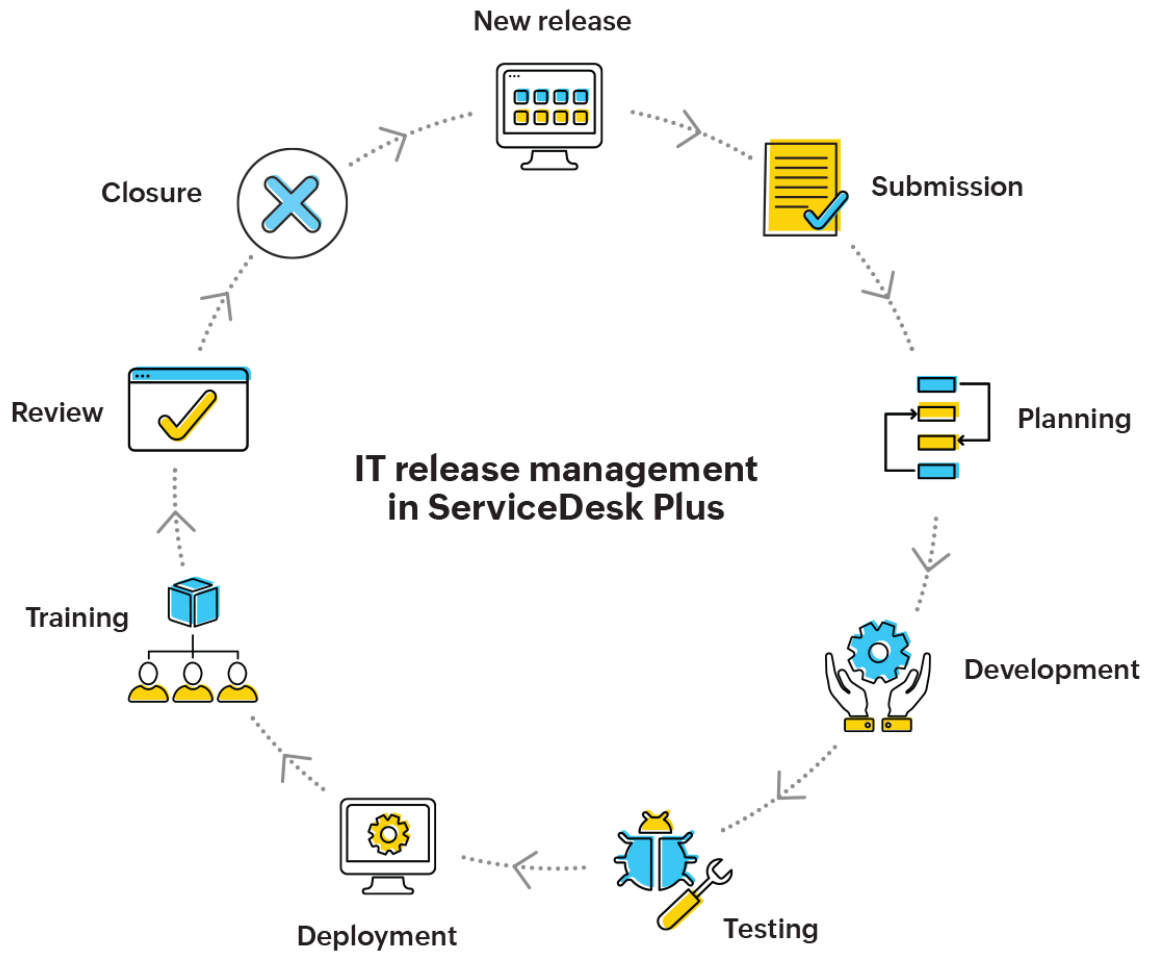 New release
Submission
Planning
Development
Testing
Deployment
Training
Review
Closure
IT release management
in ServiceDesk Plus